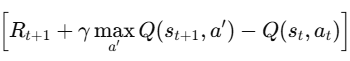 [R_{t+1} + γ max_{a'} Q(s_{t+1}, a') − Q(s_t, a_t)]